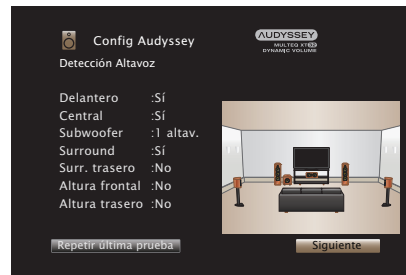 Config Audyssey
AUDYSSEY
MULTEQ XT32
DYNAMIC VOLUME
Detección Altavoz
Delantero :Sí
Central :Sí
Subwoofer :1 altav.
Surround :Sí
Surr. trasero :No
Altura frontal :No
Altura trasero :No
Repetir última prueba
Siguiente